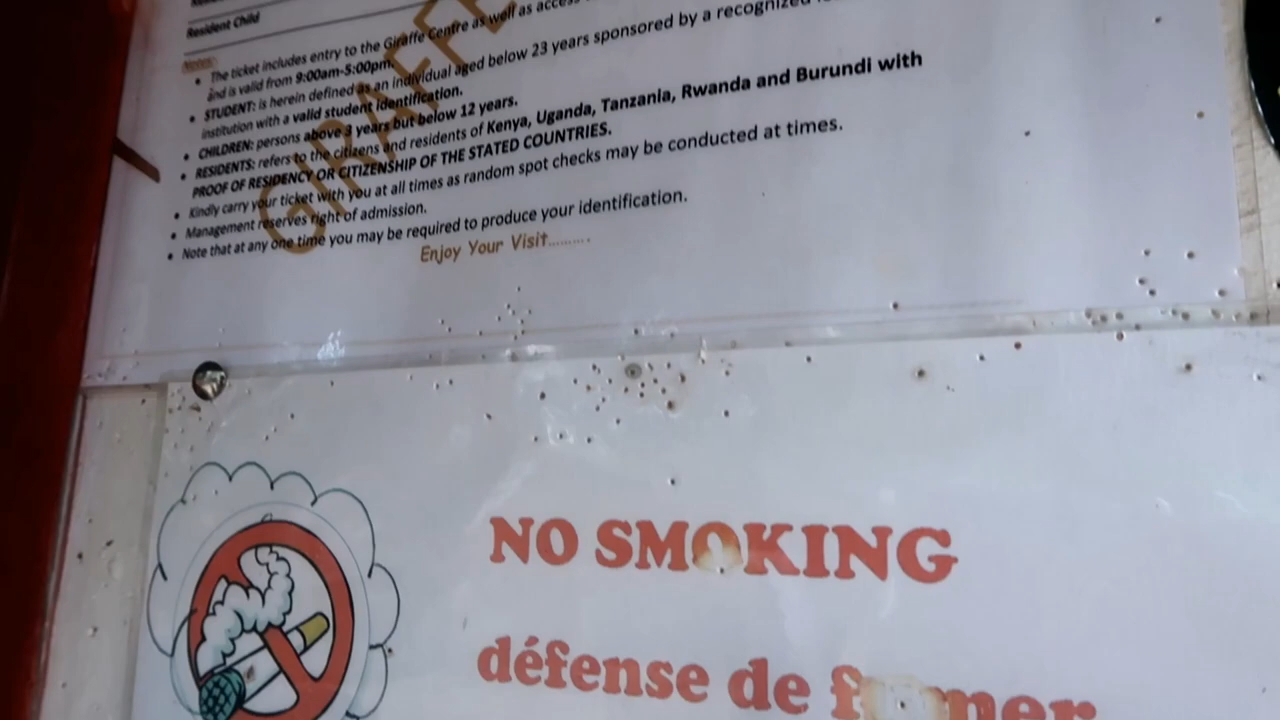 Resident Child
Notes:
The ticket includes entry to the Giraffe Centre as well as access
and is valid from 9:00am-5:00pm.
STUDENT: is herein defined as an individual aged below 23 years sponsored by a recognized
institution with a valid student identification.
CHILDREN: persons above 3 years but below 12 years.
RESIDENTS: refers to the citizens and residents of Kenya, Uganda, Tanzania, Rwanda and Burundi with
PROOF OF RESIDENCY OR CITIZENSHIP OF THE STATED COUNTRIES.
Kindly carry your ticket with you at all times as random spot checks may be conducted at times.
Management reserves right of admission.
Note that at any one time you may be required to produce your identification.
Enjoy Your Visit..........
GIRAFFE
NO SMOKING
défense de fumer